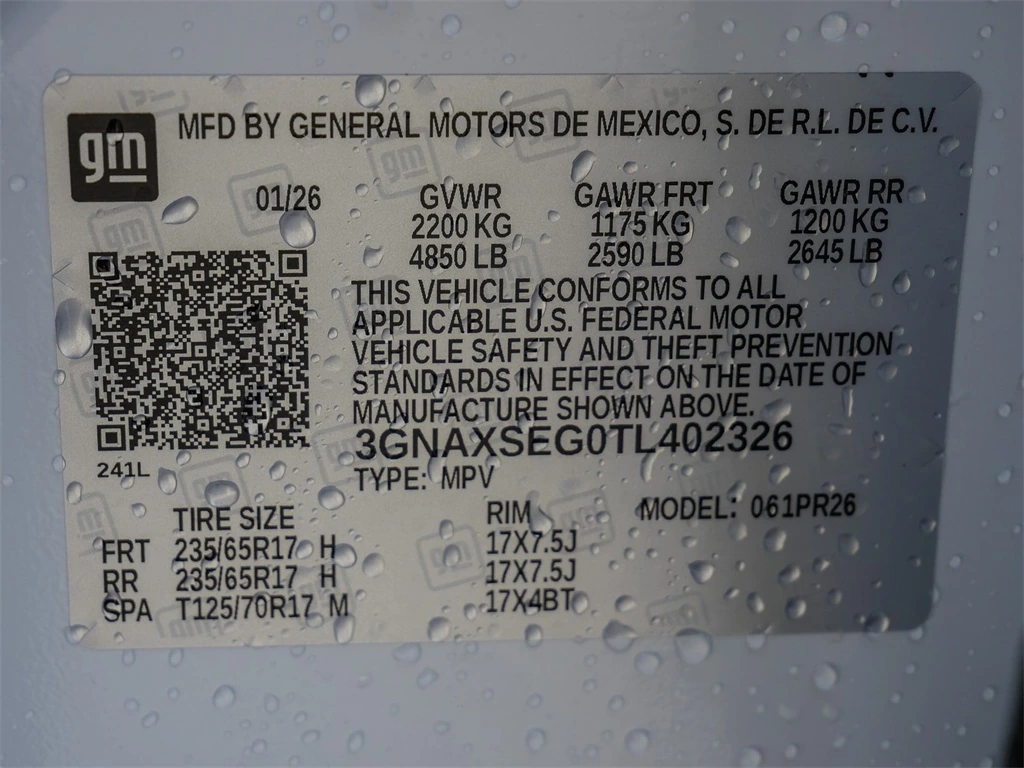 gm
MFD BY GENERAL MOTORS DE MEXICO, S. DE R.L. DE C.V.
01/26 GVWR GAWR FRT GAWR RR
2200 KG 1175 KG 1200 KG
4850 LB 2590 LB 2645 LB
THIS VEHICLE CONFORMS TO ALL
APPLICABLE U.S. FEDERAL MOTOR
VEHICLE SAFETY AND THEFT PREVENTION
STANDARDS IN EFFECT ON THE DATE OF
MANUFACTURE SHOWN ABOVE.
3GNAXSEG0TL402326
241L
TYPE: MPV
TIRE SIZE RIM MODEL: 061PR26
FRT 235/65R17 H 17X7.5J
RR 235/65R17 H 17X7.5J
SPA T125/70R17 M 17X4BT